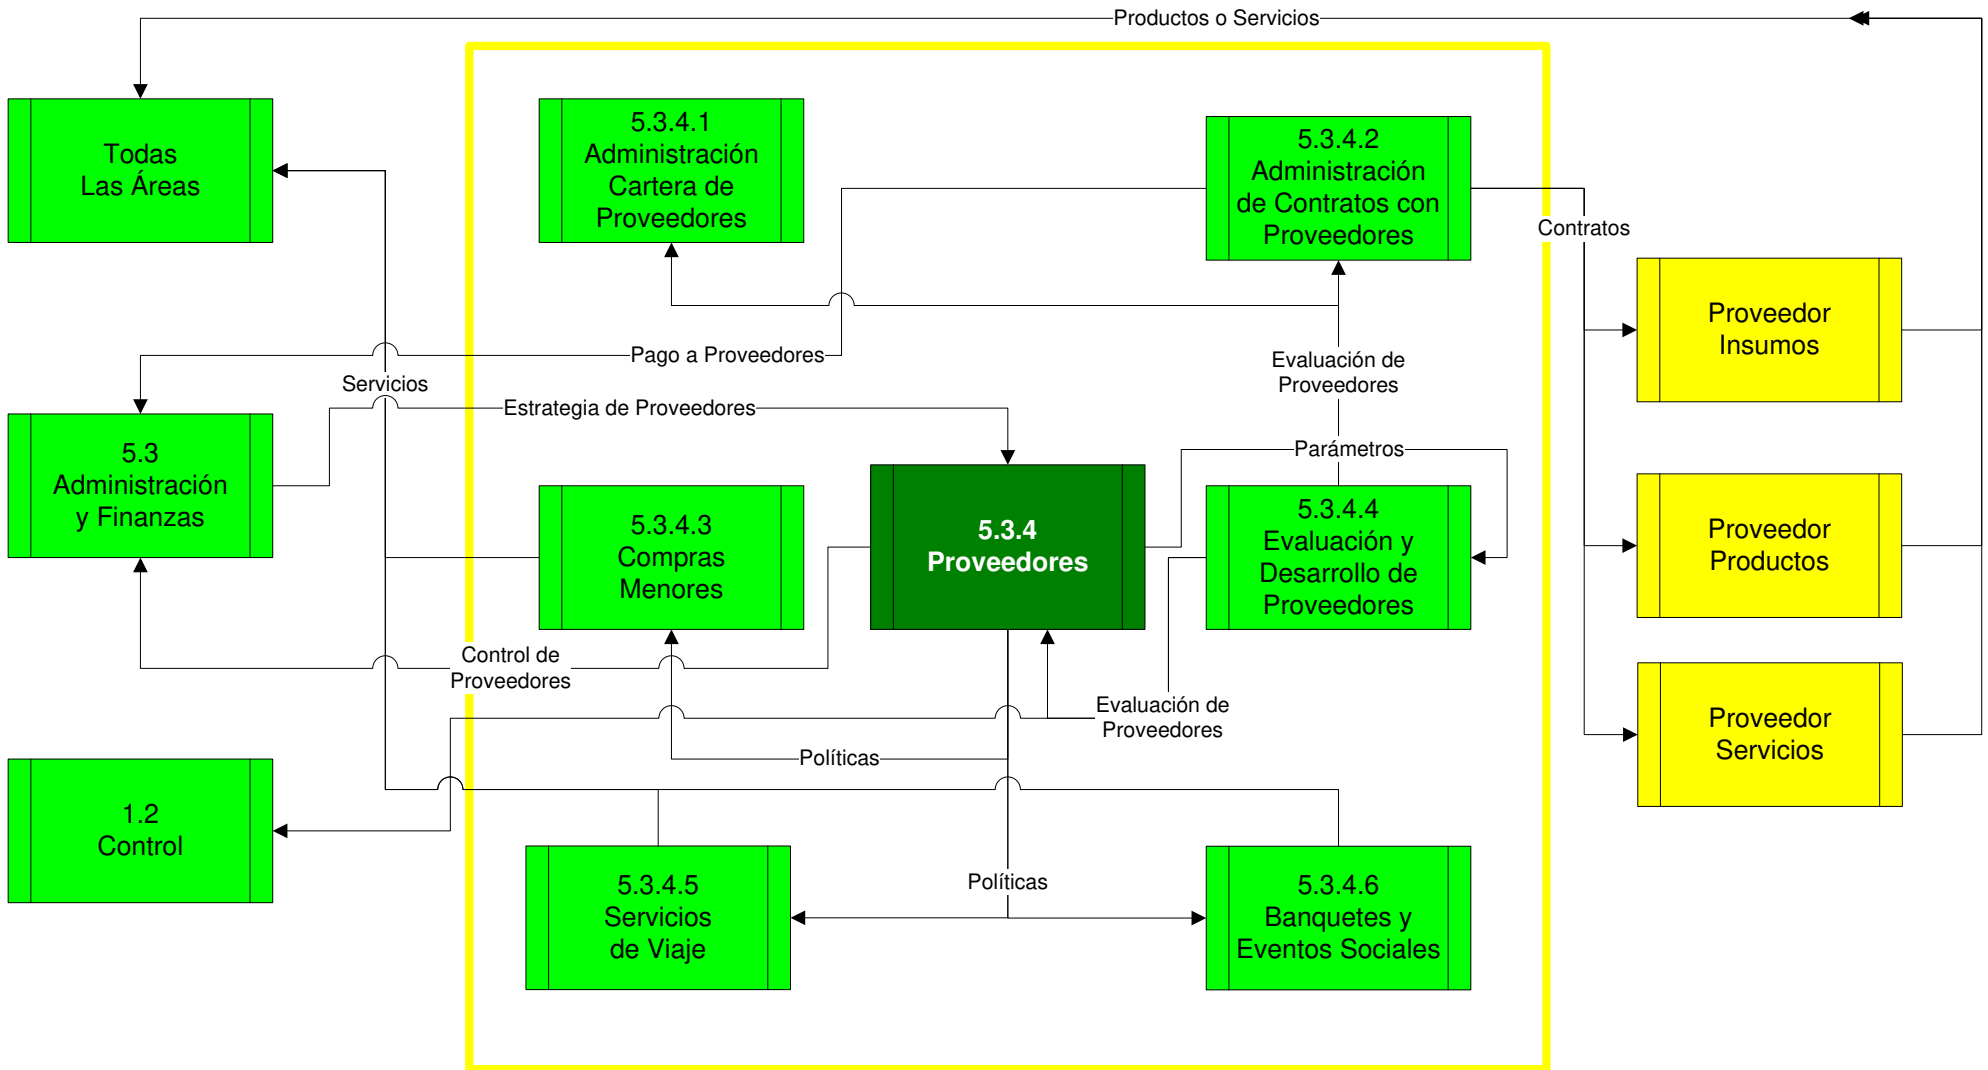 Productos o Servicios
Todas
Las Áreas
5.3.4.1
Administración
Cartera de
Proveedores
5.3.4.2
Administración
de Contratos con
Proveedores
Contratos
Proveedor
Insumos
Pago a Proveedores
Evaluación de
Proveedores
Servicios
Estrategia de Proveedores
Parámetros
5.3
Administración
y Finanzas
5.3.4.3
Compras
Menores
5.3.4
Proveedores
5.3.4.4
Evaluación y
Desarrollo de
Proveedores
Proveedor
Productos
Control de
Proveedores
Evaluación de
Proveedores
Proveedor
Servicios
Políticas
1.2
Control
5.3.4.5
Servicios
de Viaje
Políticas
5.3.4.6
Banquetes y
Eventos Sociales